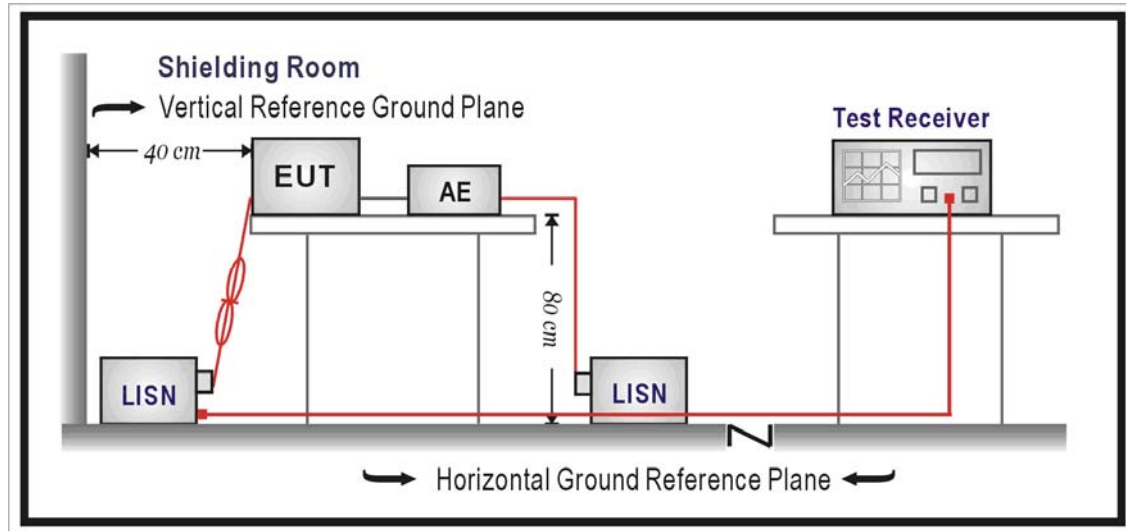 Shielding Room
Vertical Reference Ground Plane
Test Receiver
40 cm
EUT
AE
80 cm
LISN
LISN
Horizontal Ground Reference Plane